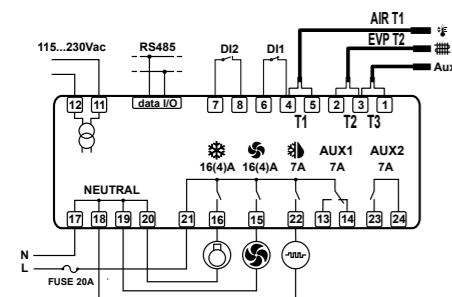 AIR T1
EVP T2
Aux
115...230Vac RS485 DI2 DI1
12 11 data I/O 7 8 6 4 5 2 3 1
T1 T2 T3
AUX1 AUX2
16(4)A 16(4)A 7A 7A 7A
NEUTRAL
17 18 19 20 21 16 15 22 13 14 23 24
N
L
FUSE 20A